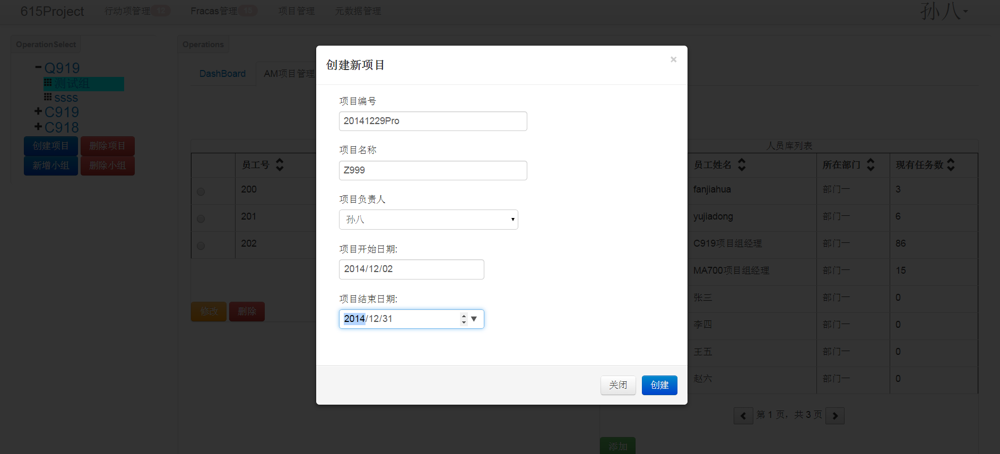 615Project 行动项管理 12 Fracas管理 15 项目管理 元数据管理 孙八
OperationSelect
Q919
测试组
ssss
C919
C918
创建项目 删除项目
新增小组 删除小组
Operations
DashBoard AM项目管理
员工号
200
201
202
修改 删除
创建新项目 ×
项目编号
20141229Pro
项目名称
Z999
项目负责人
孙八
项目开始日期:
2014/12/02
项目结束日期:
2014/12/31
关闭 创建
人员库列表
员工姓名 所在部门 现有任务数
fanjiahua 部门一 3
yujiadong 部门一 6
C919项目组经理 部门一 86
MA700项目组经理 部门一 15
张三 部门一 0
李四 部门一 0
王五 部门一 0
赵六 部门一 0
第 1 页，共 3 页
添加